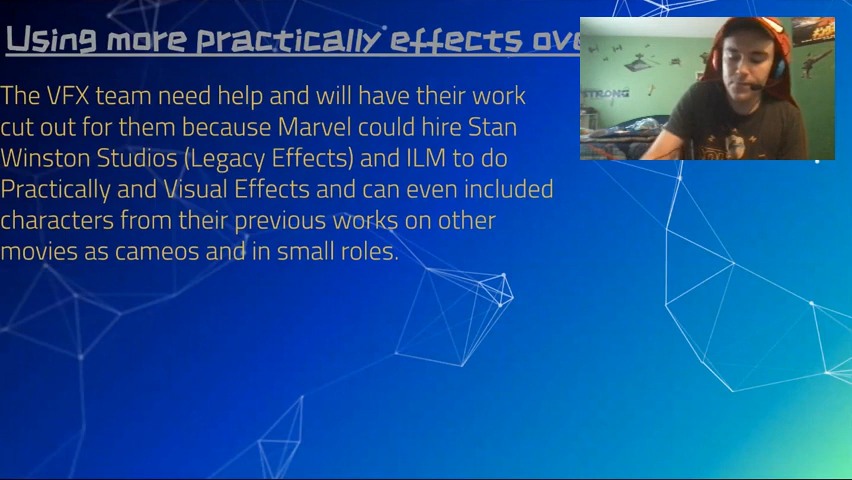 Using more practically effects ove
The VFX team need help and will have their work
cut out for them because Marvel could hire Stan
Winston Studios (Legacy Effects) and ILM to do
Practically and Visual Effects and can even included
characters from their previous works on other
movies as cameos and in small roles.
STRONG